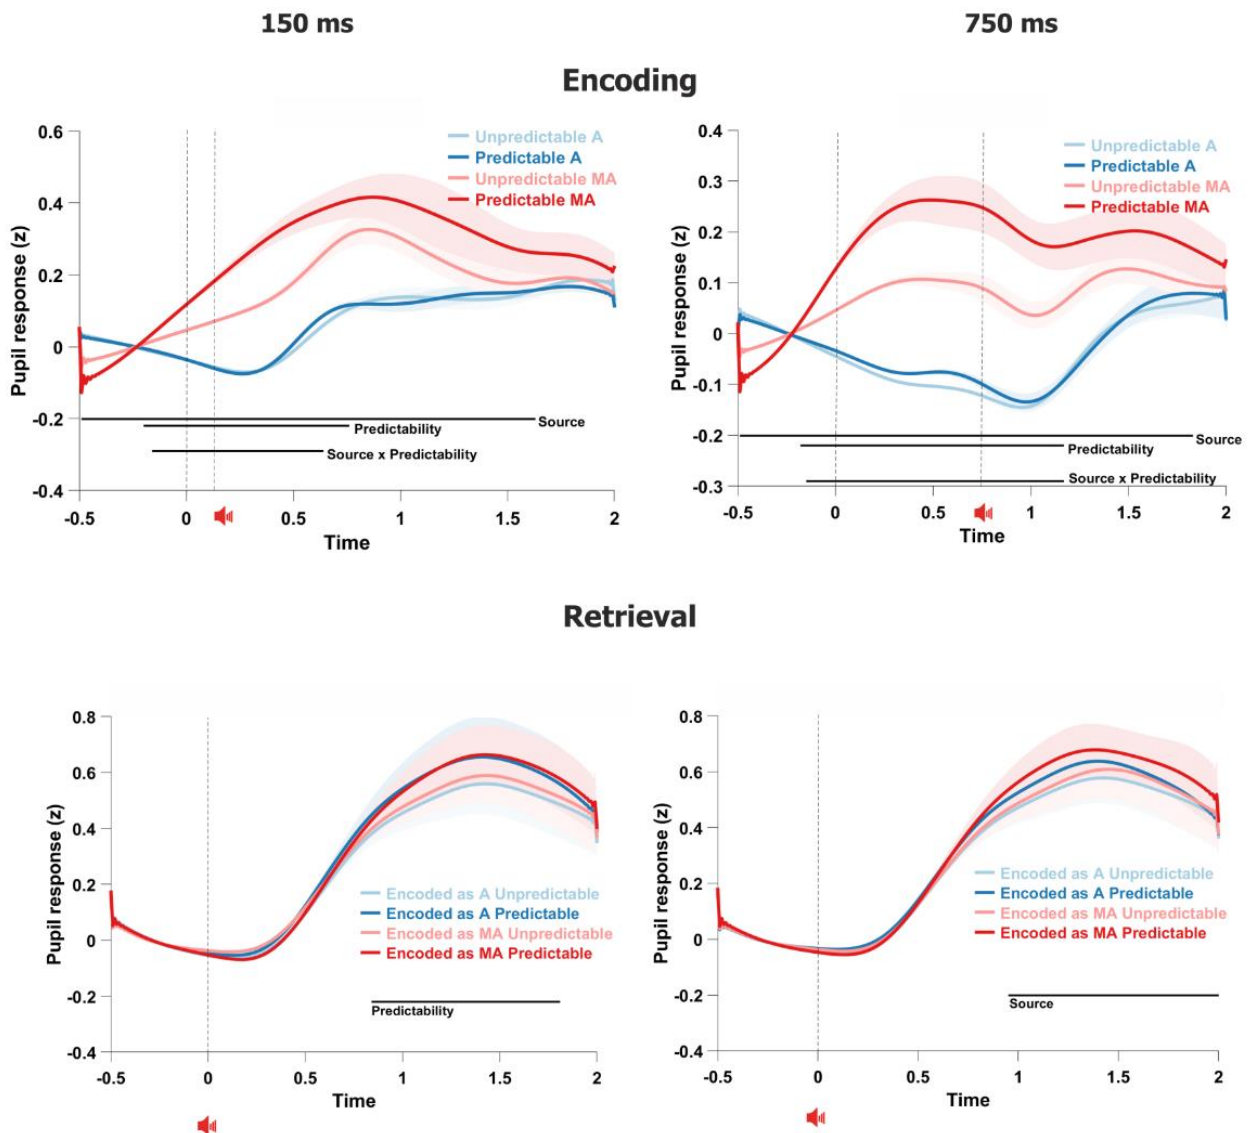 150 ms
750 ms
Encoding
0.6
0.4
0.2
0
-0.2
-0.4
Pupil response (z)
Unpredictable A
Predictable A
Unpredictable MA
Predictable MA
Source
Predictability
Source x Predictability
-0.5
0
0.5
1
1.5
2
Time
0.4
0.3
0.2
0.1
0
-0.1
-0.2
-0.3
Pupil response (z)
Unpredictable A
Predictable A
Unpredictable MA
Predictable MA
Source
Predictability
Source x Predictability
-0.5
0
0.5
1
1.5
2
Time
Retrieval
0.8
0.6
0.4
0.2
0
-0.2
-0.4
Pupil response (z)
Encoded as A Unpredictable
Encoded as A Predictable
Encoded as MA Unpredictable
Encoded as MA Predictable
Predictability
-0.5
0
0.5
1
1.5
2
Time
0.8
0.6
0.4
0.2
0
-0.2
-0.4
Pupil response (z)
Encoded as A Unpredictable
Encoded as A Predictable
Encoded as MA Unpredictable
Encoded as MA Predictable
Source
-0.5
0
0.5
1
1.5
2
Time